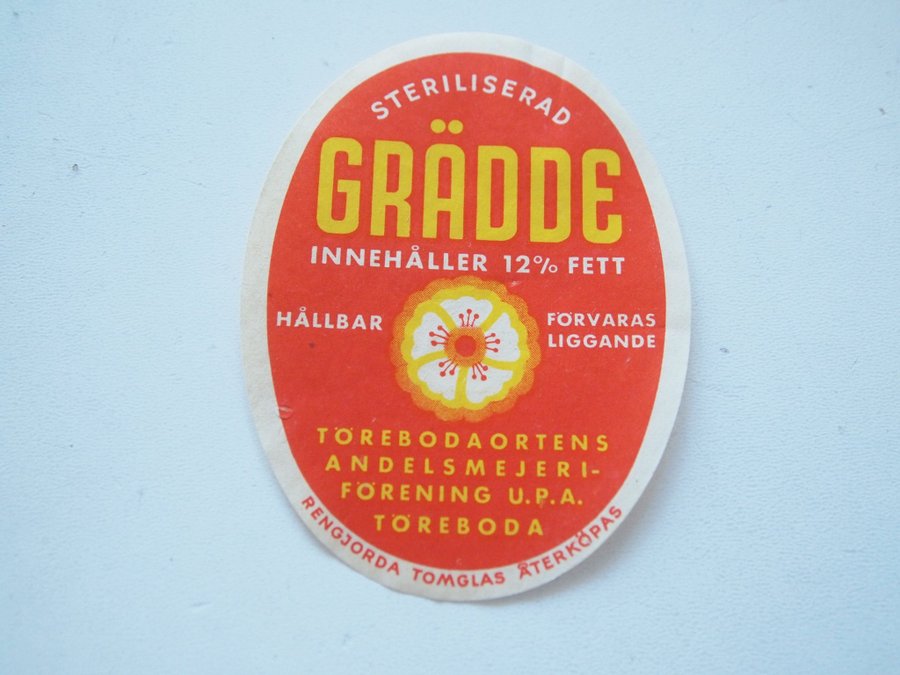 STERILISERAD
GRÄDDE
INNEHÅLLER 12% FETT
HÅLLBAR
FÖRVARAS
LIGGANDE
TÖREBODAORTENS
ANDELSMEJERI-
FÖRENING U.P.A.
TÖREBODA
RENGJORDA TOMGLAS ÅTERKÖPAS